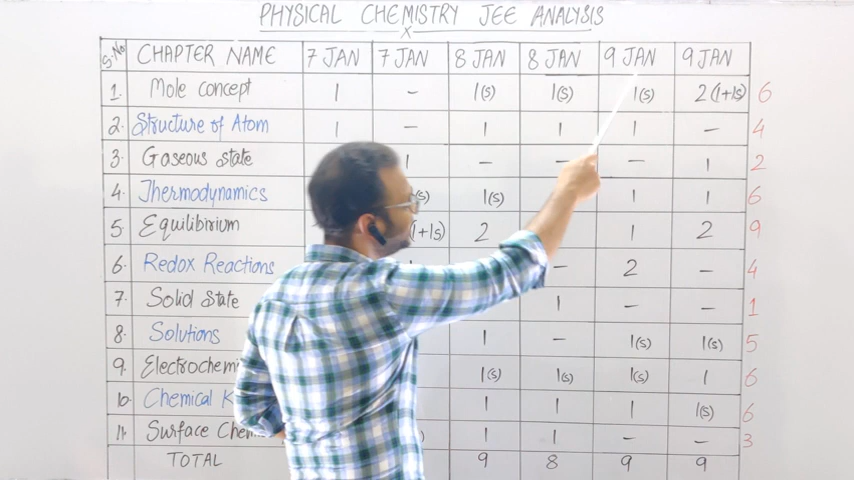 PHYSICAL CHEMISTRY JEE ANALYSIS
x
S.No CHAPTER NAME 7 JAN 7 JAN 8 JAN 8 JAN 9 JAN 9 JAN
1. Mole concept 1 - 1(S) 1(S) 1(S) 2(1+1S) 6
2. Structure of Atom 1 - 1 1 1 - 4
3. Gaseous state 1 - - - 1 2
4. Thermodynamics (S) 1(S) 1 1 6
5. Equilibirium (1+1S) 2 1 2 9
6. Redox Reactions - 2 - 4
7. Solid State 1 - - 1
8. Solutions 1 - 1(S) 1(S) 5
9. Electrochemi 1(S) 1(S) 1(S) 1 6
10. Chemical K 1 1 1 1(S) 6
11. Surface Chem 1 1 - - 3
TOTAL 9 8 9 9